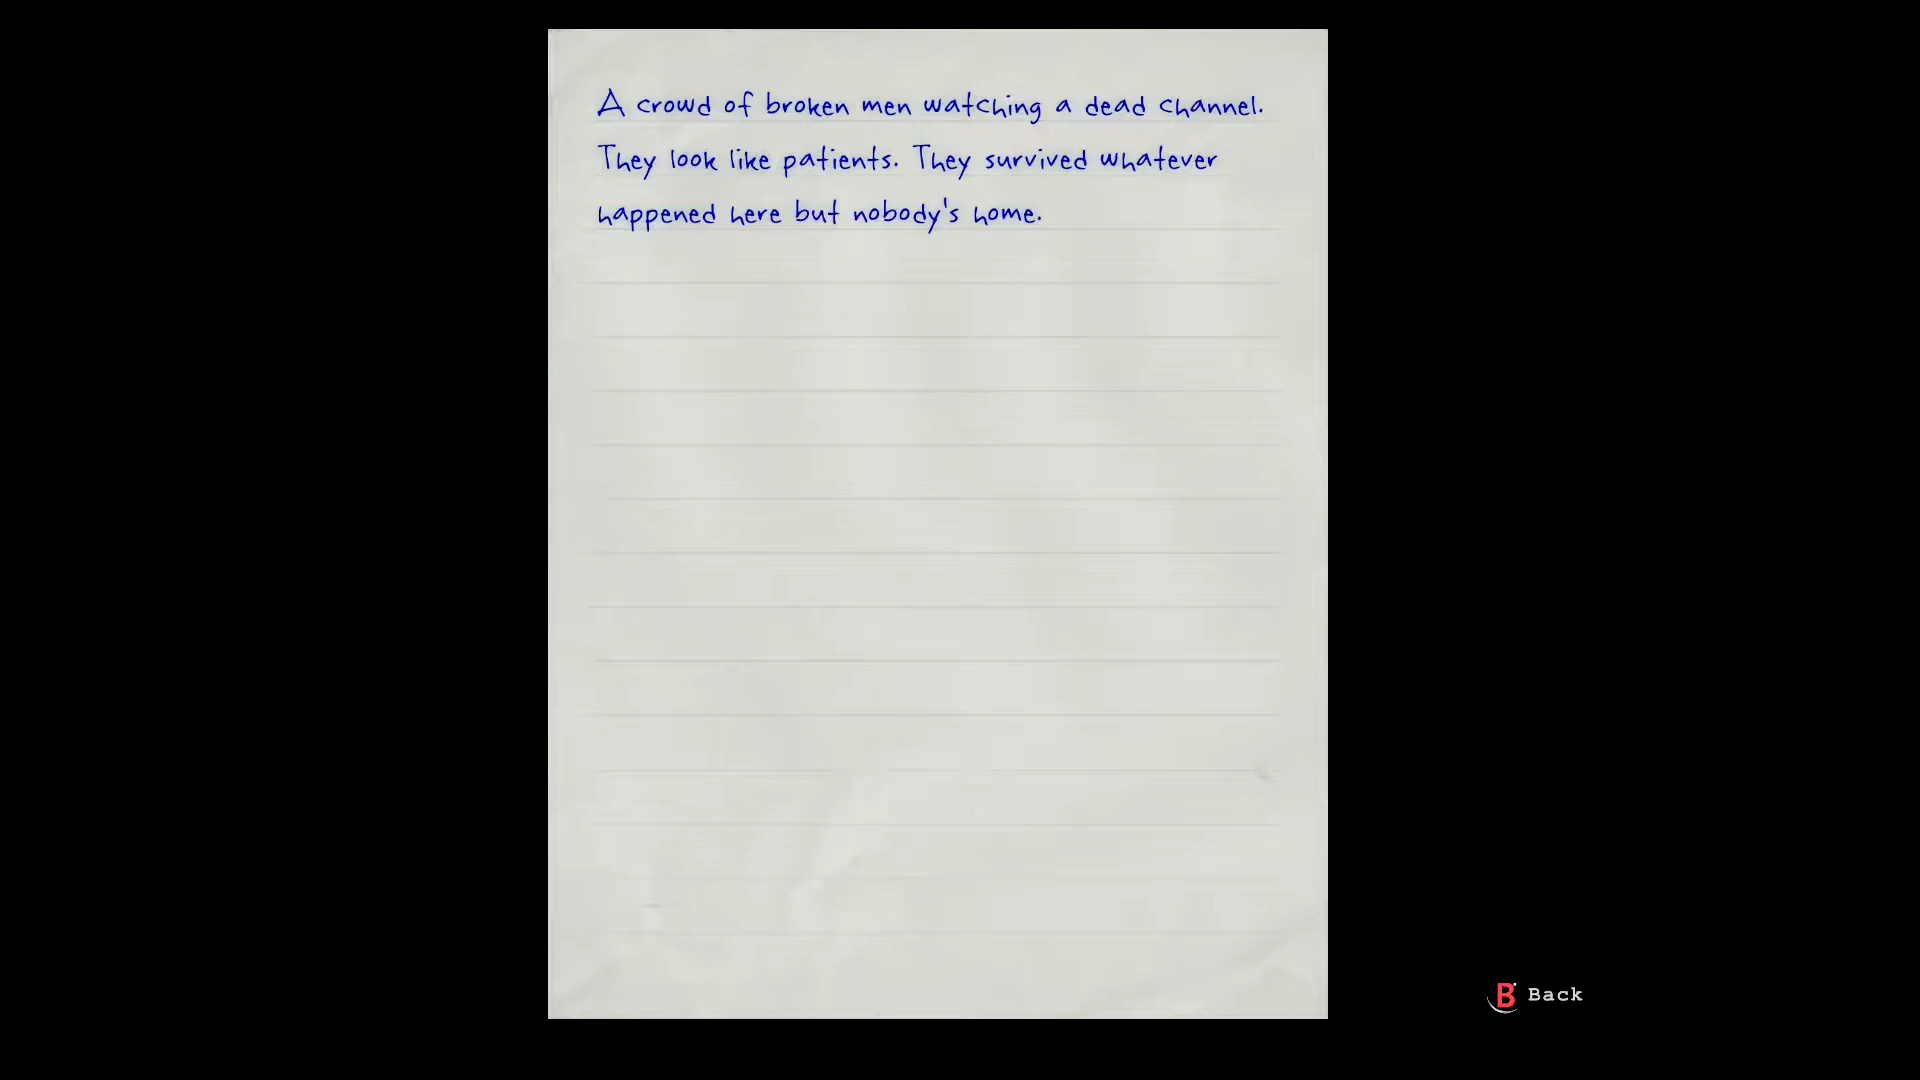 A crowd of broken men watching a dead channel.
They look like patients. They survived whatever
happened here but nobody's home.
B Back